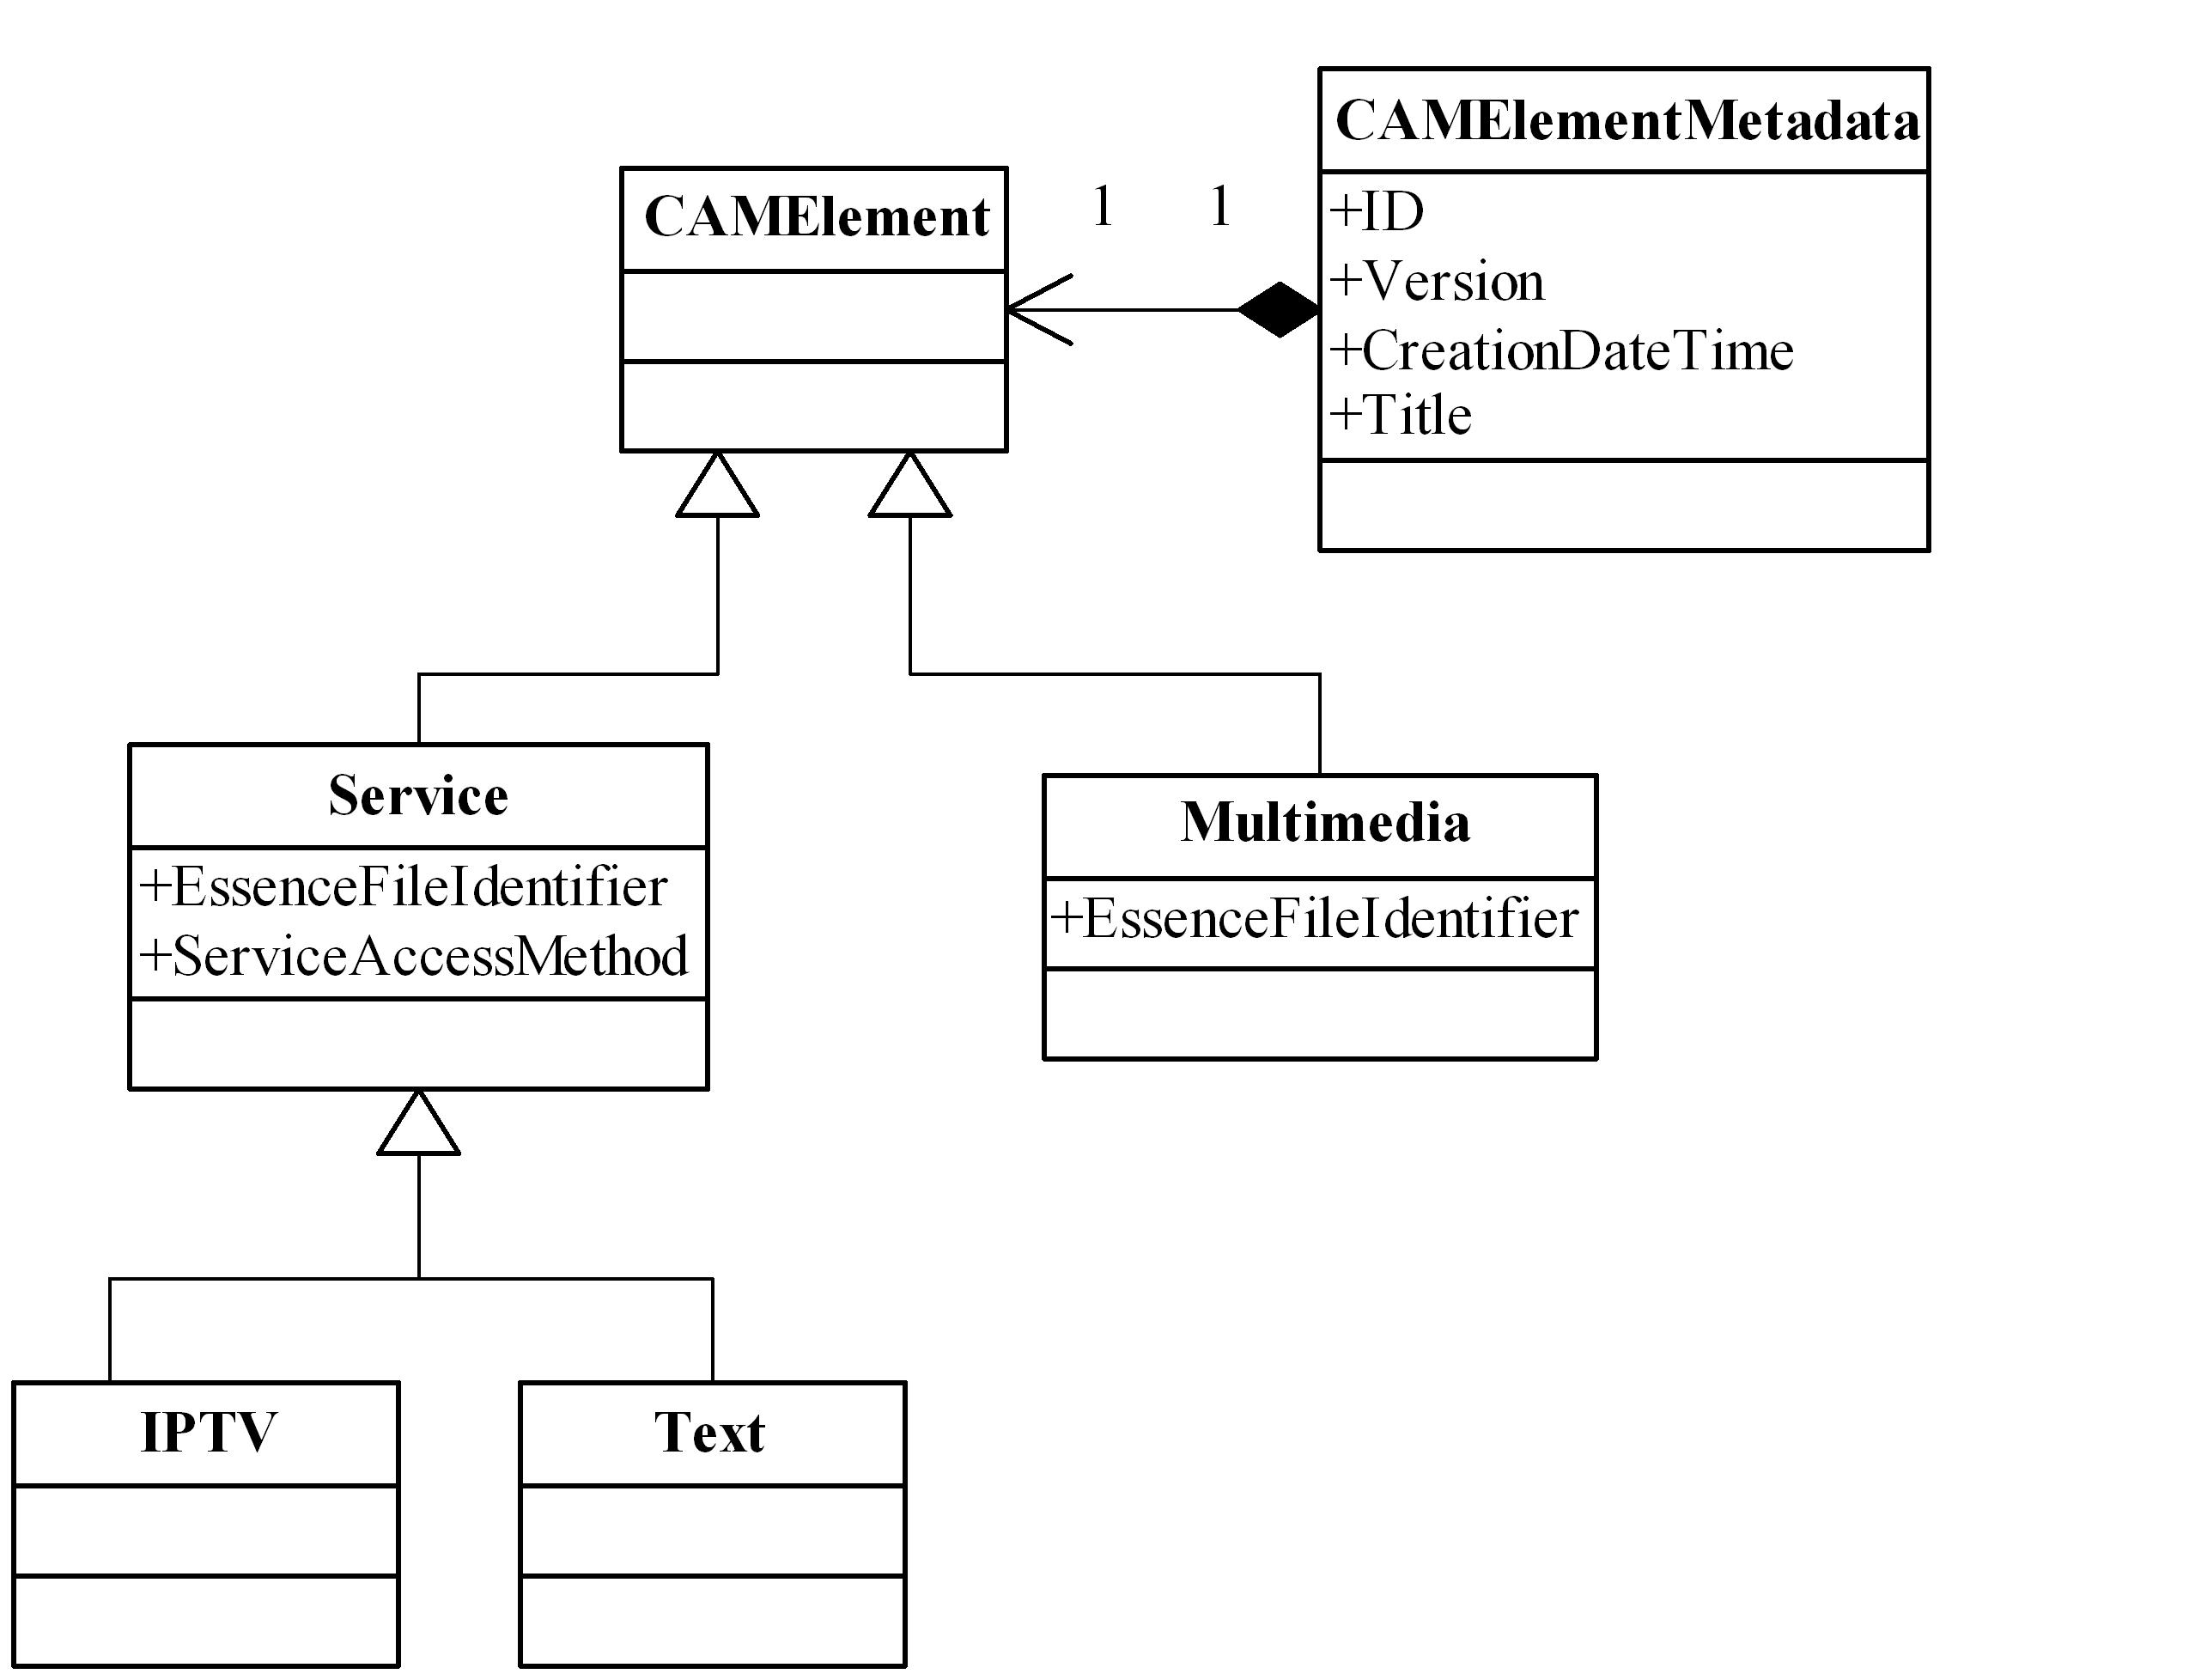 CAMElementMetadata
+ID
+Version
+CreationDateTime
+Title
CAMElement
1 1
Service
+EssenceFileIdentifier
+ServiceAccessMethod
Multimedia
+EssenceFileIdentifier
IPTV
Text